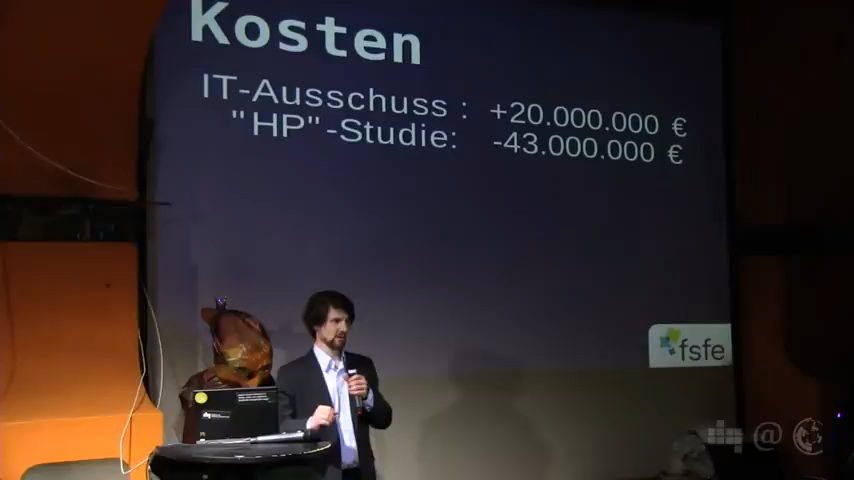 Kosten
IT-Ausschuss : +20.000.000 €
"HP"-Studie: -43.000.000 €
fsfe
@